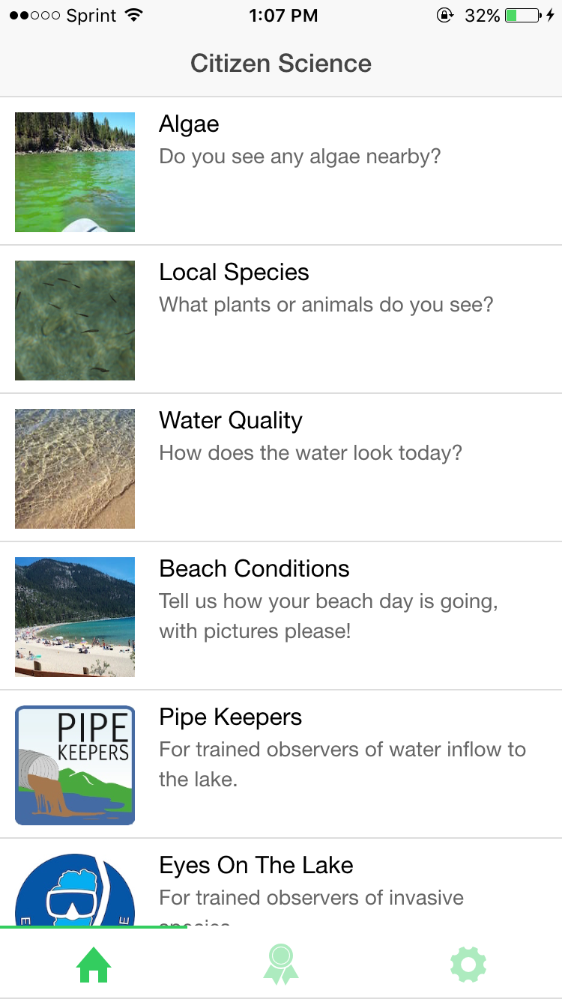 Sprint 1:07 PM 32%
Citizen Science
Algae
Do you see any algae nearby?
Local Species
What plants or animals do you see?
Water Quality
How does the water look today?
Beach Conditions
Tell us how your beach day is going,
with pictures please!
PIPE
KEEPERS
Pipe Keepers
For trained observers of water inflow to
the lake.
Eyes On The Lake
For trained observers of invasive
species.
E E